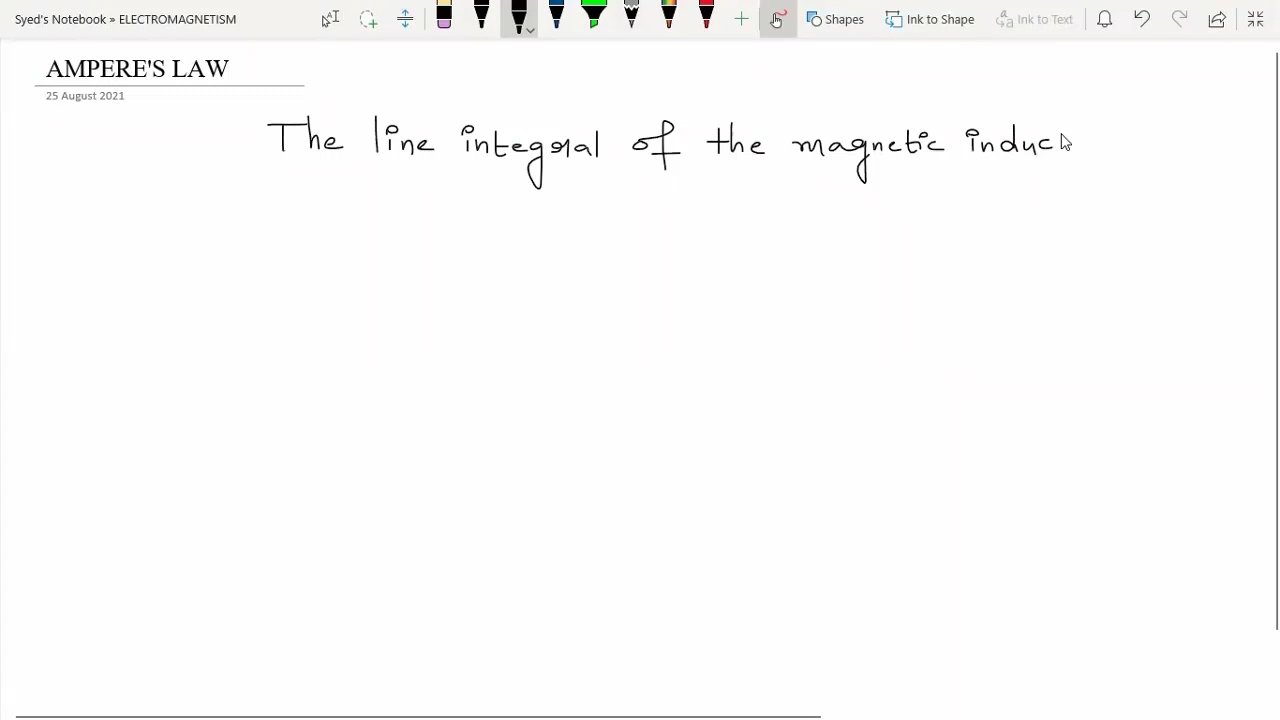 Syed's Notebook » ELECTROMAGNETISM
Shapes
Ink to Shape
Ink to Text
AMPERE'S LAW
25 August 2021
The line integral of the magnetic induc